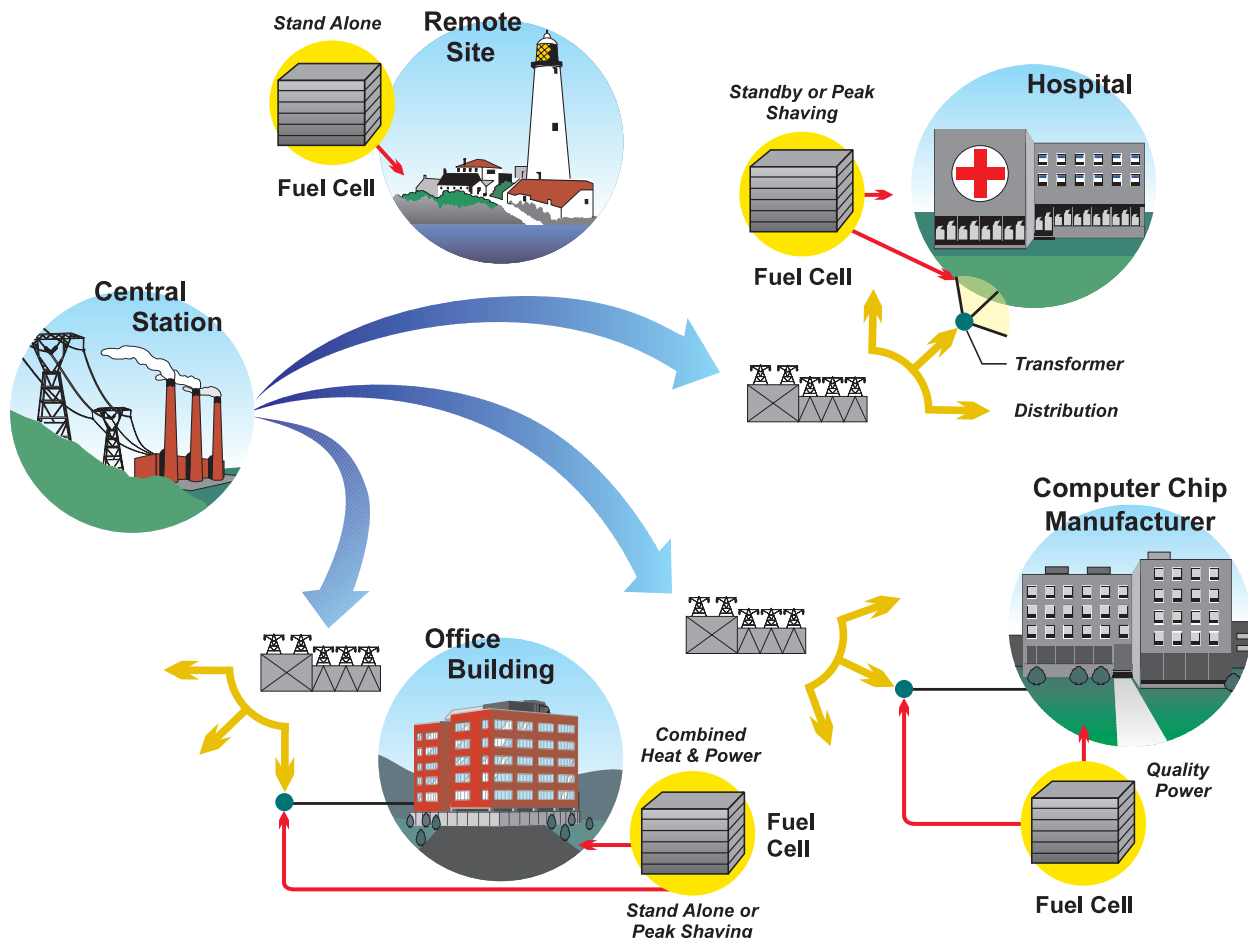 Stand Alone
Remote
Site
Fuel Cell
Standby or Peak
Shaving
Hospital
Fuel Cell
Central
Station
Transformer
Distribution
Computer Chip
Manufacturer
Office
Building
Combined
Heat & Power
Fuel
Cell
Stand Alone or
Peak Shaving
Quality
Power
Fuel Cell